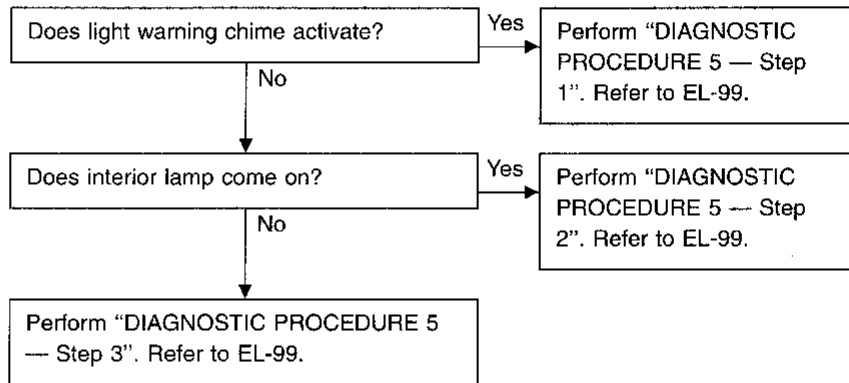 Does light warning chime activate?
Yes
Perform “DIAGNOSTIC
PROCEDURE 5 — Step
1”. Refer to EL-99.
No
Does interior lamp come on?
Yes
Perform “DIAGNOSTIC
PROCEDURE 5 — Step
2”. Refer to EL-99.
No
Perform “DIAGNOSTIC PROCEDURE 5
— Step 3”. Refer to EL-99.